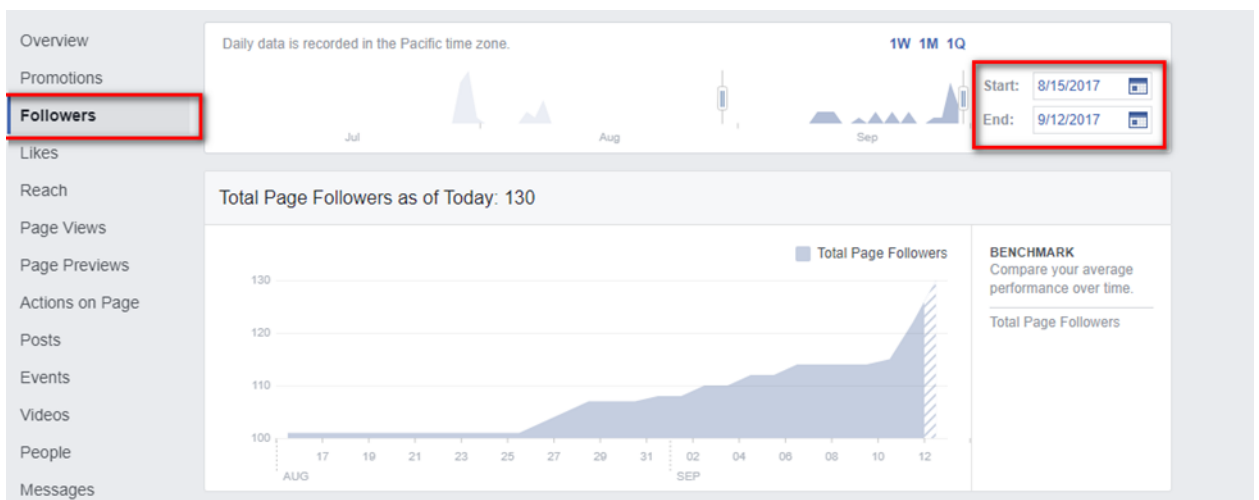 Overview
Promotions
Followers
Likes
Reach
Page Views
Page Previews
Actions on Page
Posts
Events
Videos
People
Messages
Daily data is recorded in the Pacific time zone.
1W 1M 1Q
Start: 8/15/2017
End: 9/12/2017
Jul Aug Sep
Total Page Followers as of Today: 130
Total Page Followers
130
120
110
100
17 19 21 23 25 27 29 31 02 04 06 08 10 12
AUG SEP
BENCHMARK
Compare your average
performance over time.
Total Page Followers